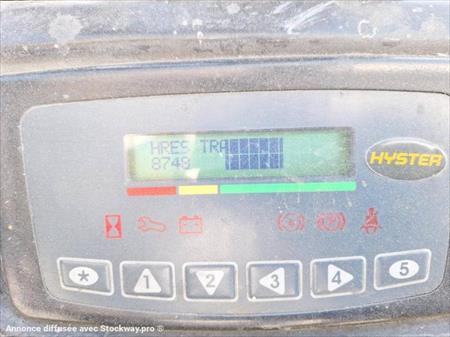 HRES TRA
8748
HYSTER
* 1 2 3 4 5
Annonce diffusée avec Stockway.pro ®